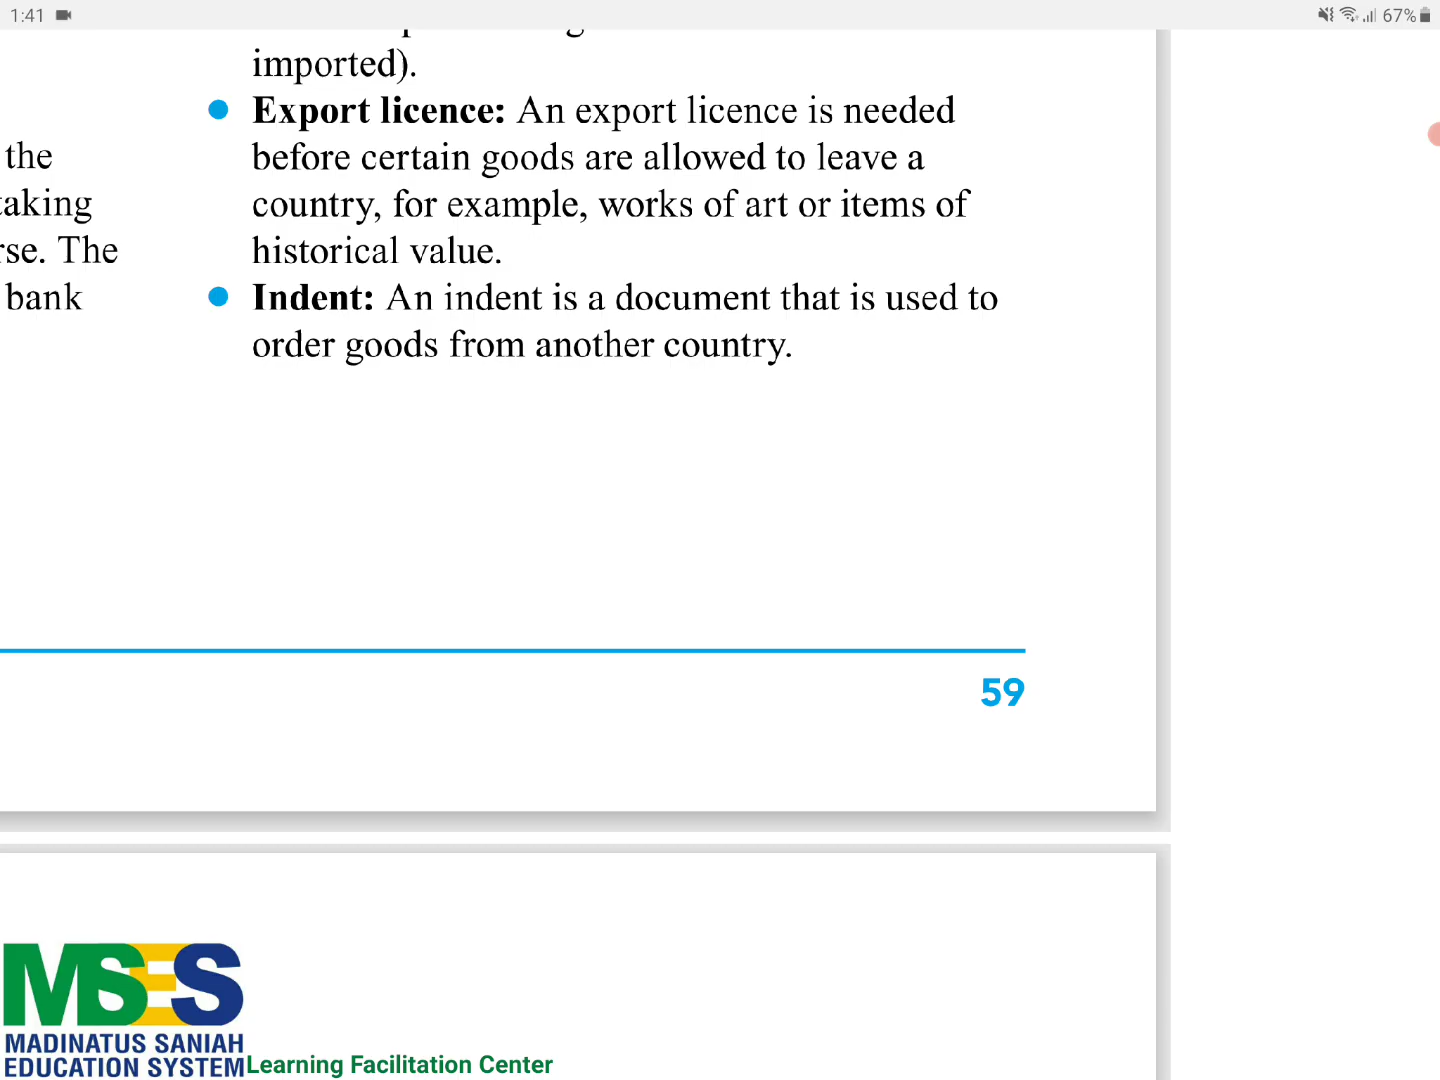 1:41
67%
imported).
Export licence: An export licence is needed
before certain goods are allowed to leave a
country, for example, works of art or items of
historical value.
Indent: An indent is a document that is used to
order goods from another country.
the
taking
rse. The
bank
59
MSES
MADINATUS SANIAH
EDUCATION SYSTEM
Learning Facilitation Center